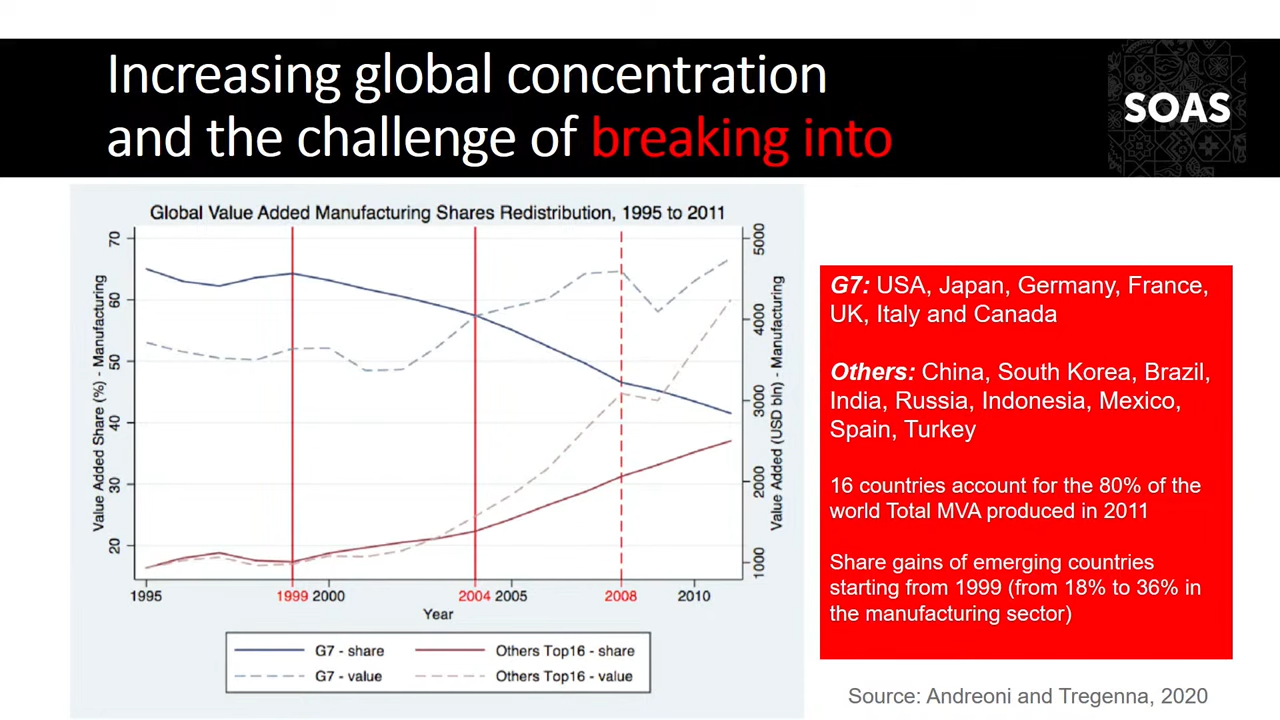 Increasing global concentration
and the challenge of breaking into
SOAS
Global Value Added Manufacturing Shares Redistribution, 1995 to 2011
Value Added Share (%) - Manufacturing
70
60
50
40
30
20
5000
4000
3000
2000
1000
Value Added (USD bln) - Manufacturing
1995
1999
2000
2004
2005
2008
2010
Year
G7 - share
Others Top16 - share
G7 - value
Others Top16 - value
G7: USA, Japan, Germany, France,
UK, Italy and Canada
Others: China, South Korea, Brazil,
India, Russia, Indonesia, Mexico,
Spain, Turkey
16 countries account for the 80% of the
world Total MVA produced in 2011
Share gains of emerging countries
starting from 1999 (from 18% to 36% in
the manufacturing sector)
Source: Andreoni and Tregenna, 2020